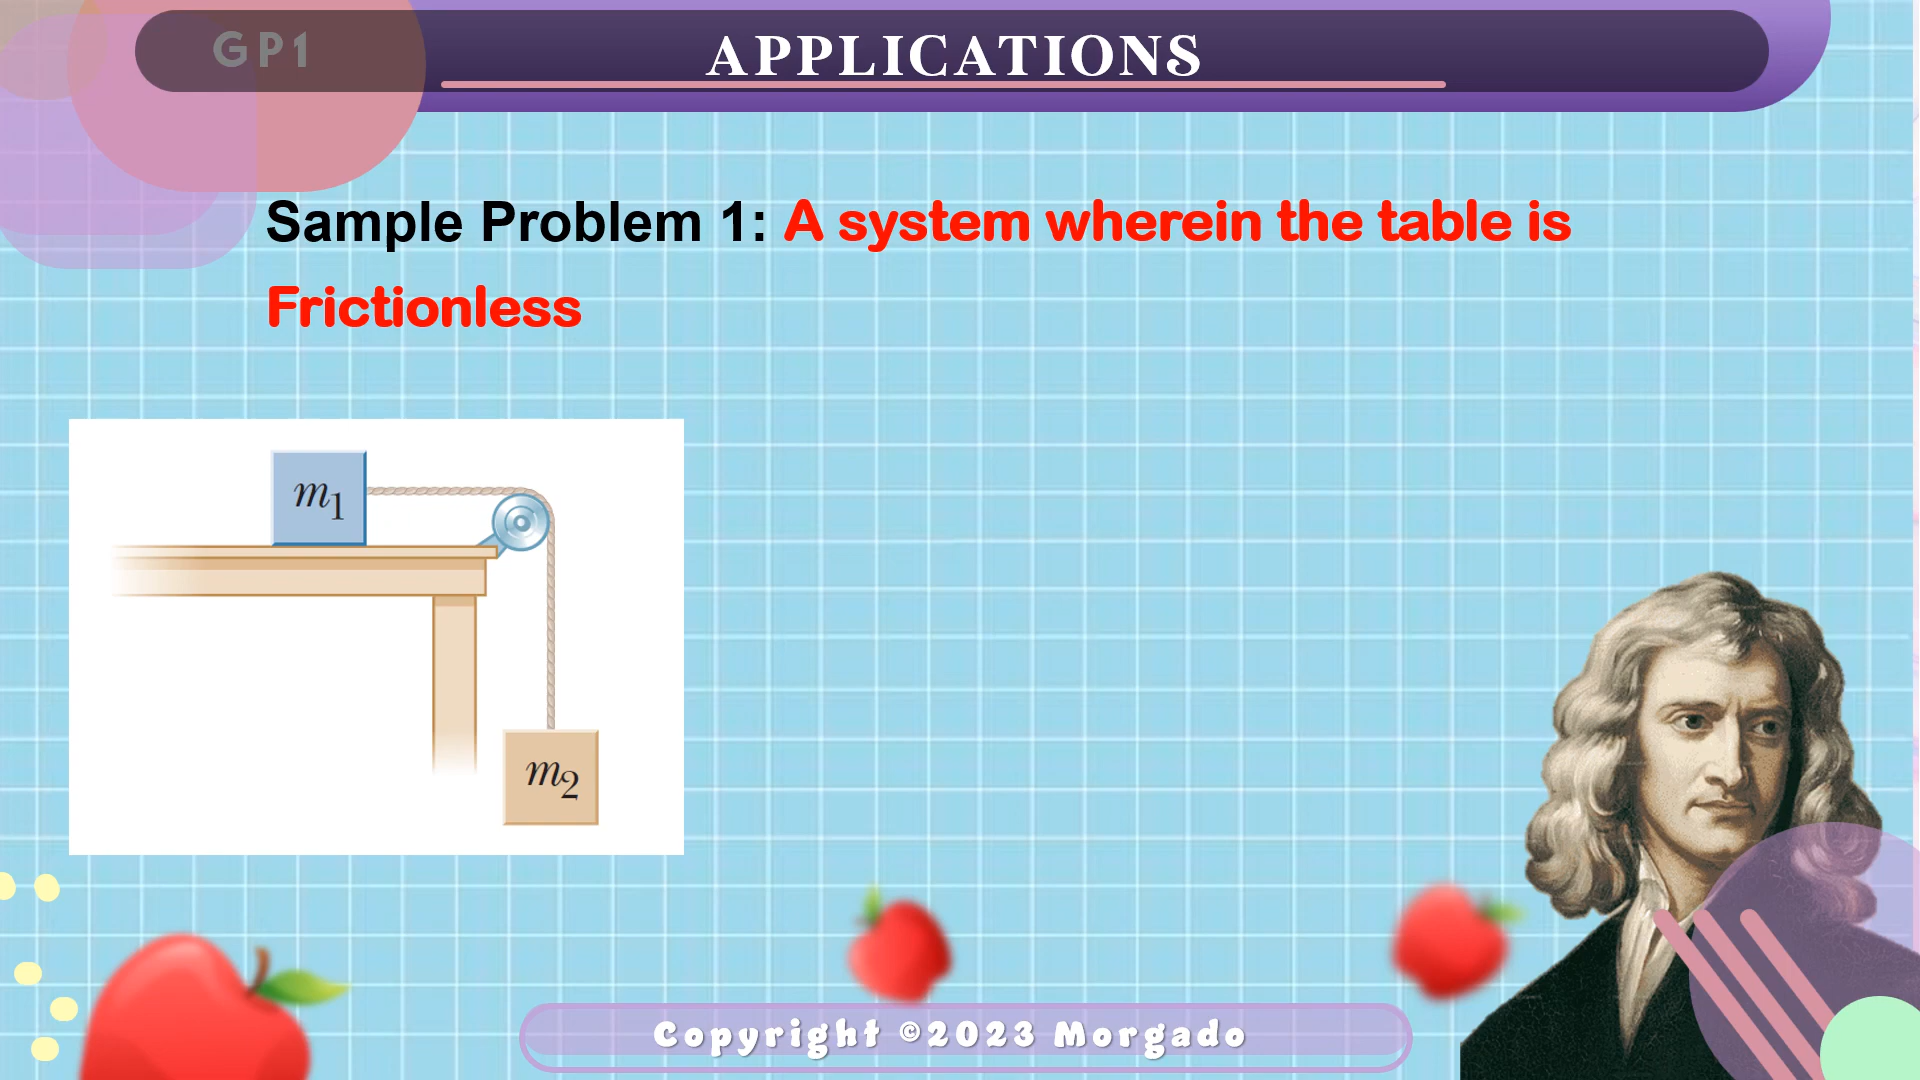 GP1
APPLICATIONS
Sample Problem 1: A system wherein the table is
Frictionless
m₁
m₂
Copyright ©2023 Morgado